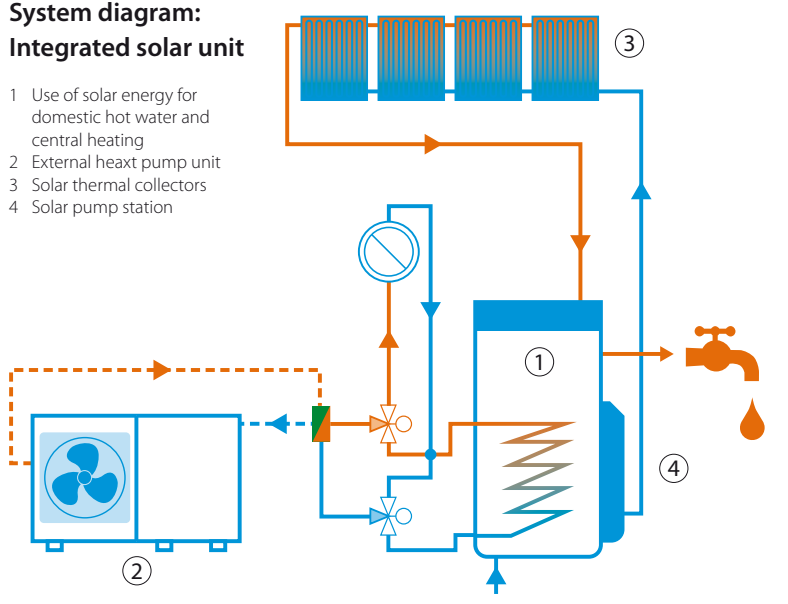 System diagram:
Integrated solar unit
1 Use of solar energy for
domestic hot water and
central heating
2 External heaxt pump unit
3 Solar thermal collectors
4 Solar pump station
3
1
4
2